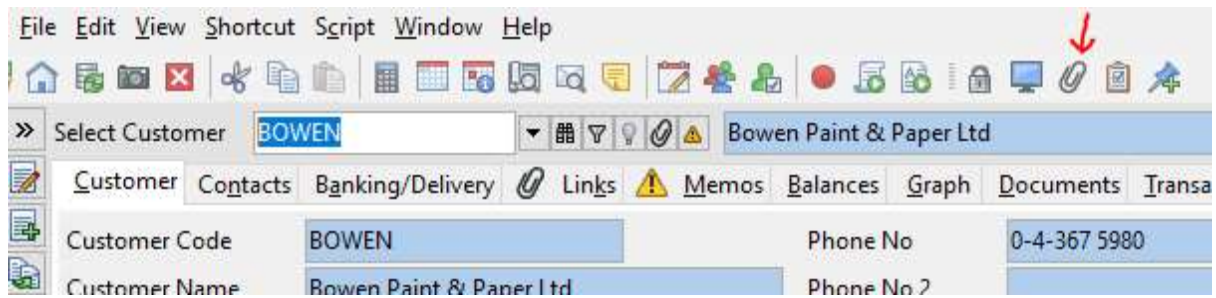 File Edit View Shortcut Script Window Help
» Select Customer BOWEN Bowen Paint & Paper Ltd
Customer Contacts Banking/Delivery Links Memos Balances Graph Documents Transa
Customer Code BOWEN Phone No 0-4-367 5980
Customer Name Bowen Paint & Paper Ltd Phone No 2